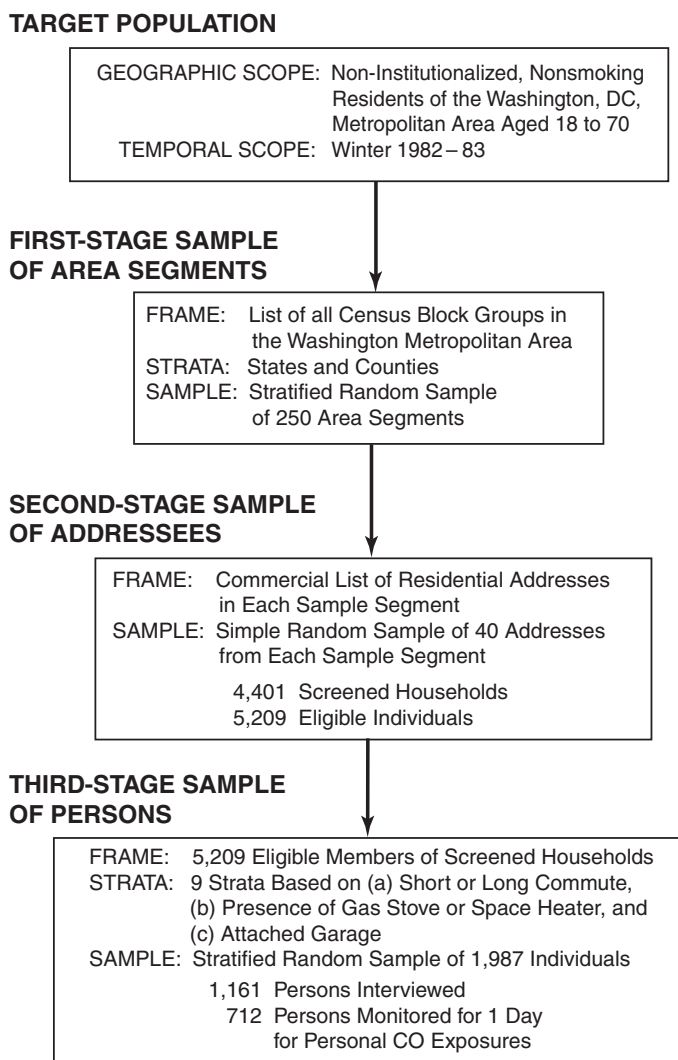 TARGET POPULATION
GEOGRAPHIC SCOPE: Non-Institutionalized, Nonsmoking
Residents of the Washington, DC,
Metropolitan Area Aged 18 to 70
TEMPORAL SCOPE: Winter 1982–83
FIRST-STAGE SAMPLE
OF AREA SEGMENTS
FRAME: List of all Census Block Groups in
the Washington Metropolitan Area
STRATA: States and Counties
SAMPLE: Stratified Random Sample
of 250 Area Segments
SECOND-STAGE SAMPLE
OF ADDRESSEES
FRAME: Commercial List of Residential Addresses
in Each Sample Segment
SAMPLE: Simple Random Sample of 40 Addresses
from Each Sample Segment
4,401 Screened Households
5,209 Eligible Individuals
THIRD-STAGE SAMPLE
OF PERSONS
FRAME: 5,209 Eligible Members of Screened Households
STRATA: 9 Strata Based on (a) Short or Long Commute,
(b) Presence of Gas Stove or Space Heater, and
(c) Attached Garage
SAMPLE: Stratified Random Sample of 1,987 Individuals
1,161 Persons Interviewed
712 Persons Monitored for 1 Day
for Personal CO Exposures